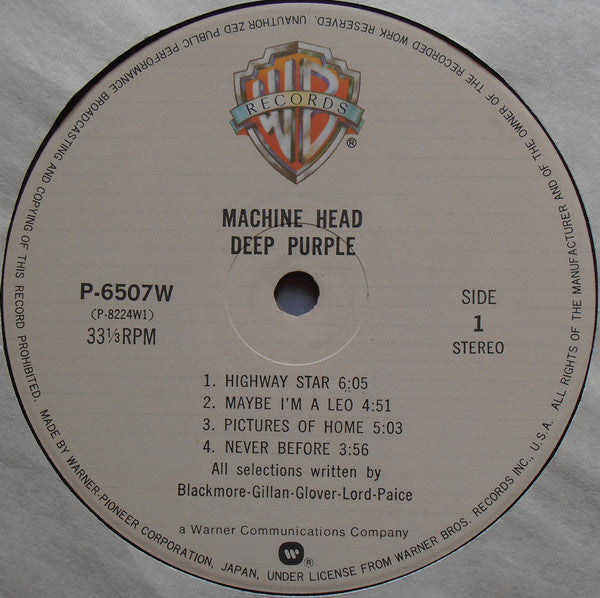 WB
RECORDS
®
MACHINE HEAD
DEEP PURPLE
P-6507W
(P-8224W1)
33⅓RPM
SIDE
1
STEREO
1. HIGHWAY STAR 6:05
2. MAYBE I'M A LEO 4:51
3. PICTURES OF HOME 5:03
4. NEVER BEFORE 3:56
All selections written by
Blackmore-Gillan-Glover-Lord-Paice
a Warner Communications Company
®
MADE BY WARNER-PIONEER CORPORATION, JAPAN, UNDER LICENSE FROM WARNER BROS. RECORDS INC., U.S.A. ALL RIGHTS OF THE MANUFACTURER AND OF THE OWNER OF THE RECORDED WORK RESERVED. UNAUTHOR ZED PUBLIC PERFORMANCE BROADCASTING AND COPYING OF THIS RECORD PROHIBITED.